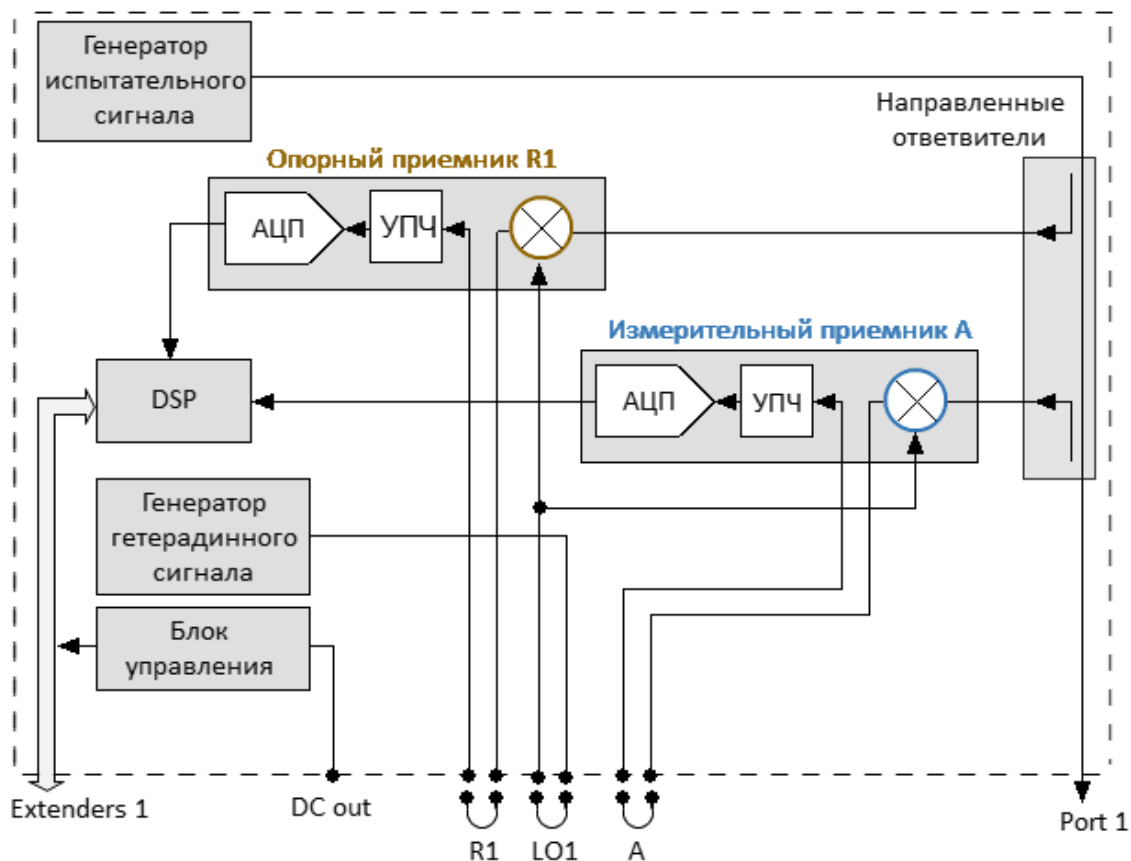 Генератор
испытательного
сигнала
Направленные
ответвители
Опорный приемник R1
АЦП
УПЧ
Измерительный приемник А
АЦП
УПЧ
DSP
Генератор
гетерадинного
сигнала
Блок
управления
Extenders 1
DC out
R1
LO1
A
Port 1